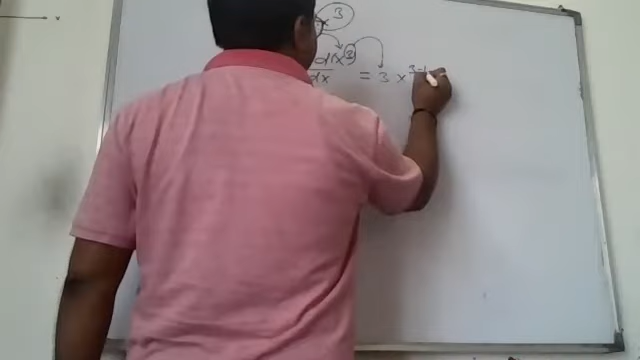 x³
d(x³
dx
= 3 x³⁻¹